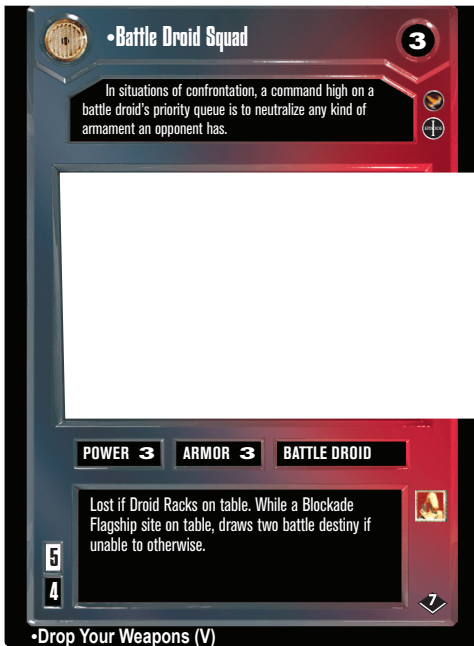 •Battle Droid Squad
3
In situations of confrontation, a command high on a
battle droid's priority queue is to neutralize any kind of
armament an opponent has.
EPISODE
I
POWER 3 ARMOR 3 BATTLE DROID
Lost if Droid Racks on table. While a Blockade
Flagship site on table, draws two battle destiny if
unable to otherwise.
5
4
7
•Drop Your Weapons (V)